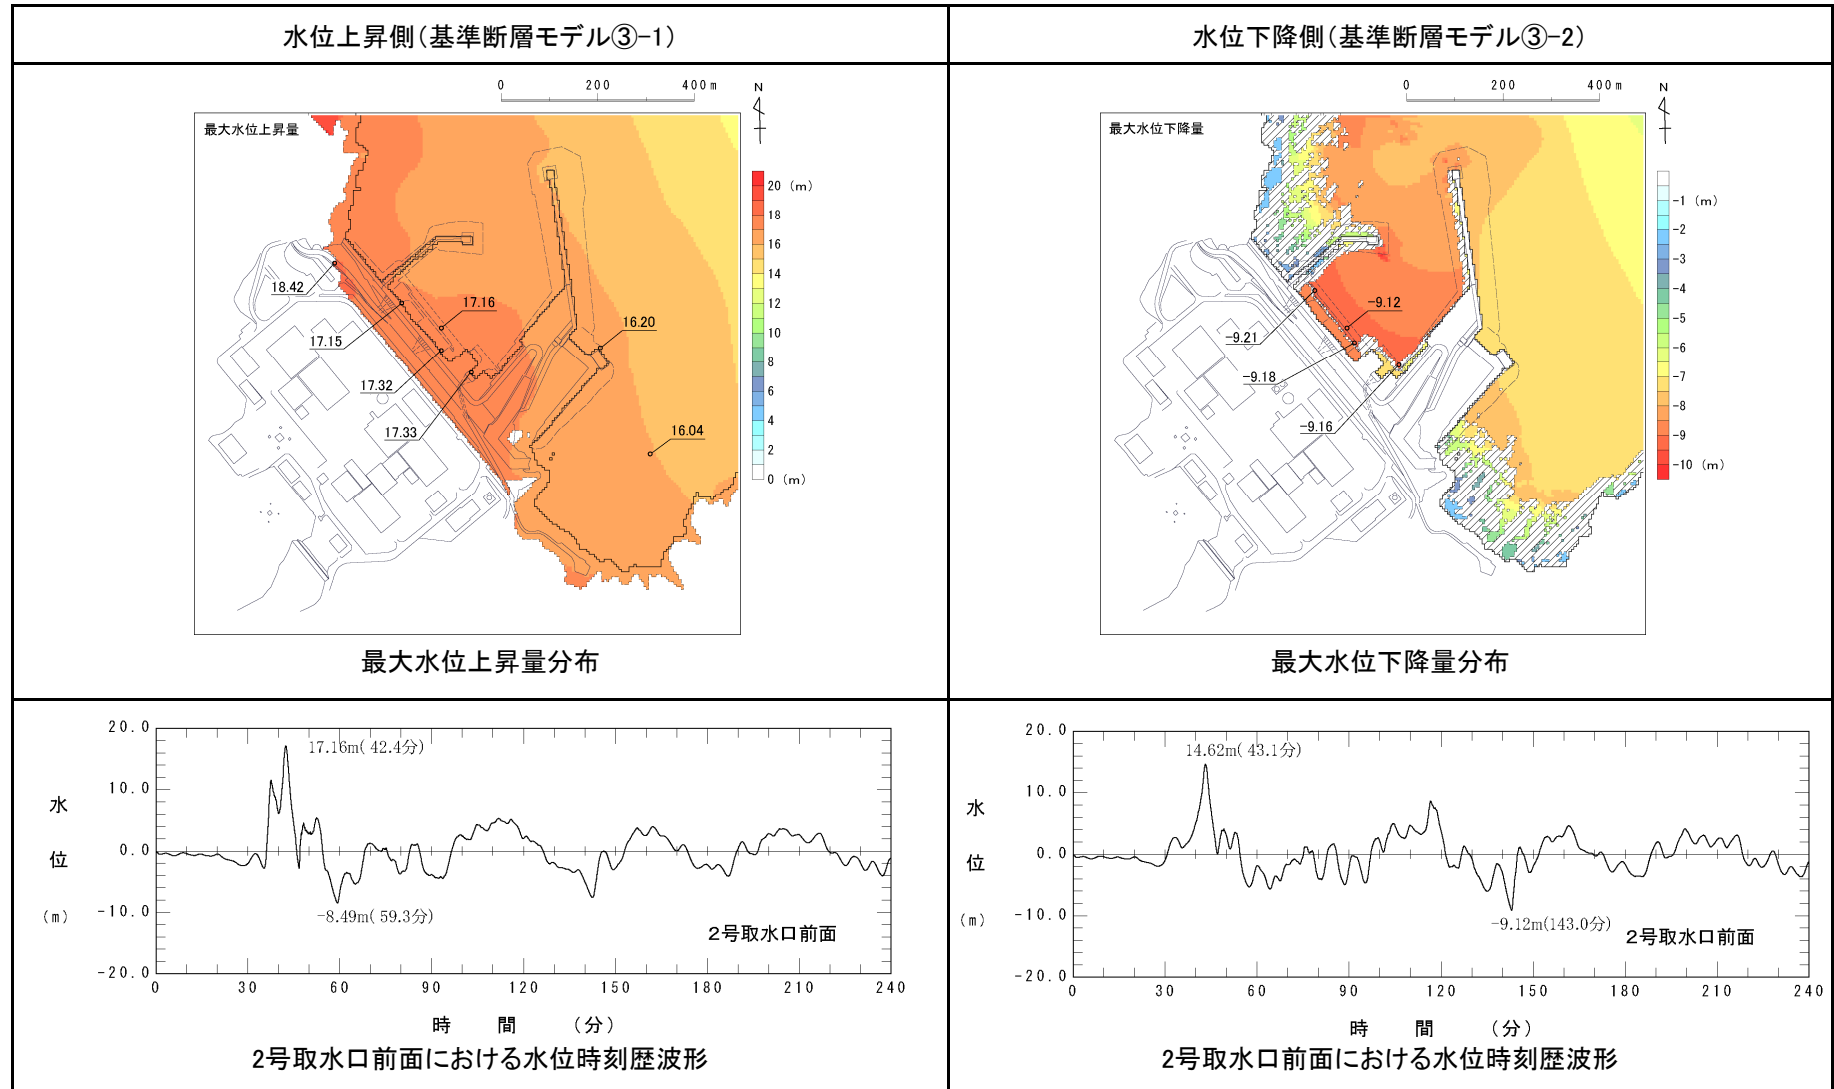 水位上昇側(基準断層モデル③-1)
水位下降側(基準断層モデル③-2)
0 200 400m
N
最大水位上昇量
20 (m)
18
16
14
12
10
8
6
4
2
0 (m)
18.42
17.15
17.16
16.20
17.32
17.33
16.04
最大水位上昇量分布
0 200 400m
N
最大水位下降量
-1 (m)
-2
-3
-4
-5
-6
-7
-8
-9
-10 (m)
-9.12
-9.21
-9.18
-9.16
最大水位下降量分布
20.0
10.0
0.0
-10.0
-20.0
水位(m)
17.16m( 42.4分)
-8.49m( 59.3分)
2号取水口前面
0 30 60 90 120 150 180 210 240
時 間 (分)
2号取水口前面における水位時刻歴波形
20.0
10.0
0.0
-10.0
-20.0
水位(m)
14.62m( 43.1分)
-9.12m(143.0分)
2号取水口前面
0 30 60 90 120 150 180 210 240
時 間 (分)
2号取水口前面における水位時刻歴波形